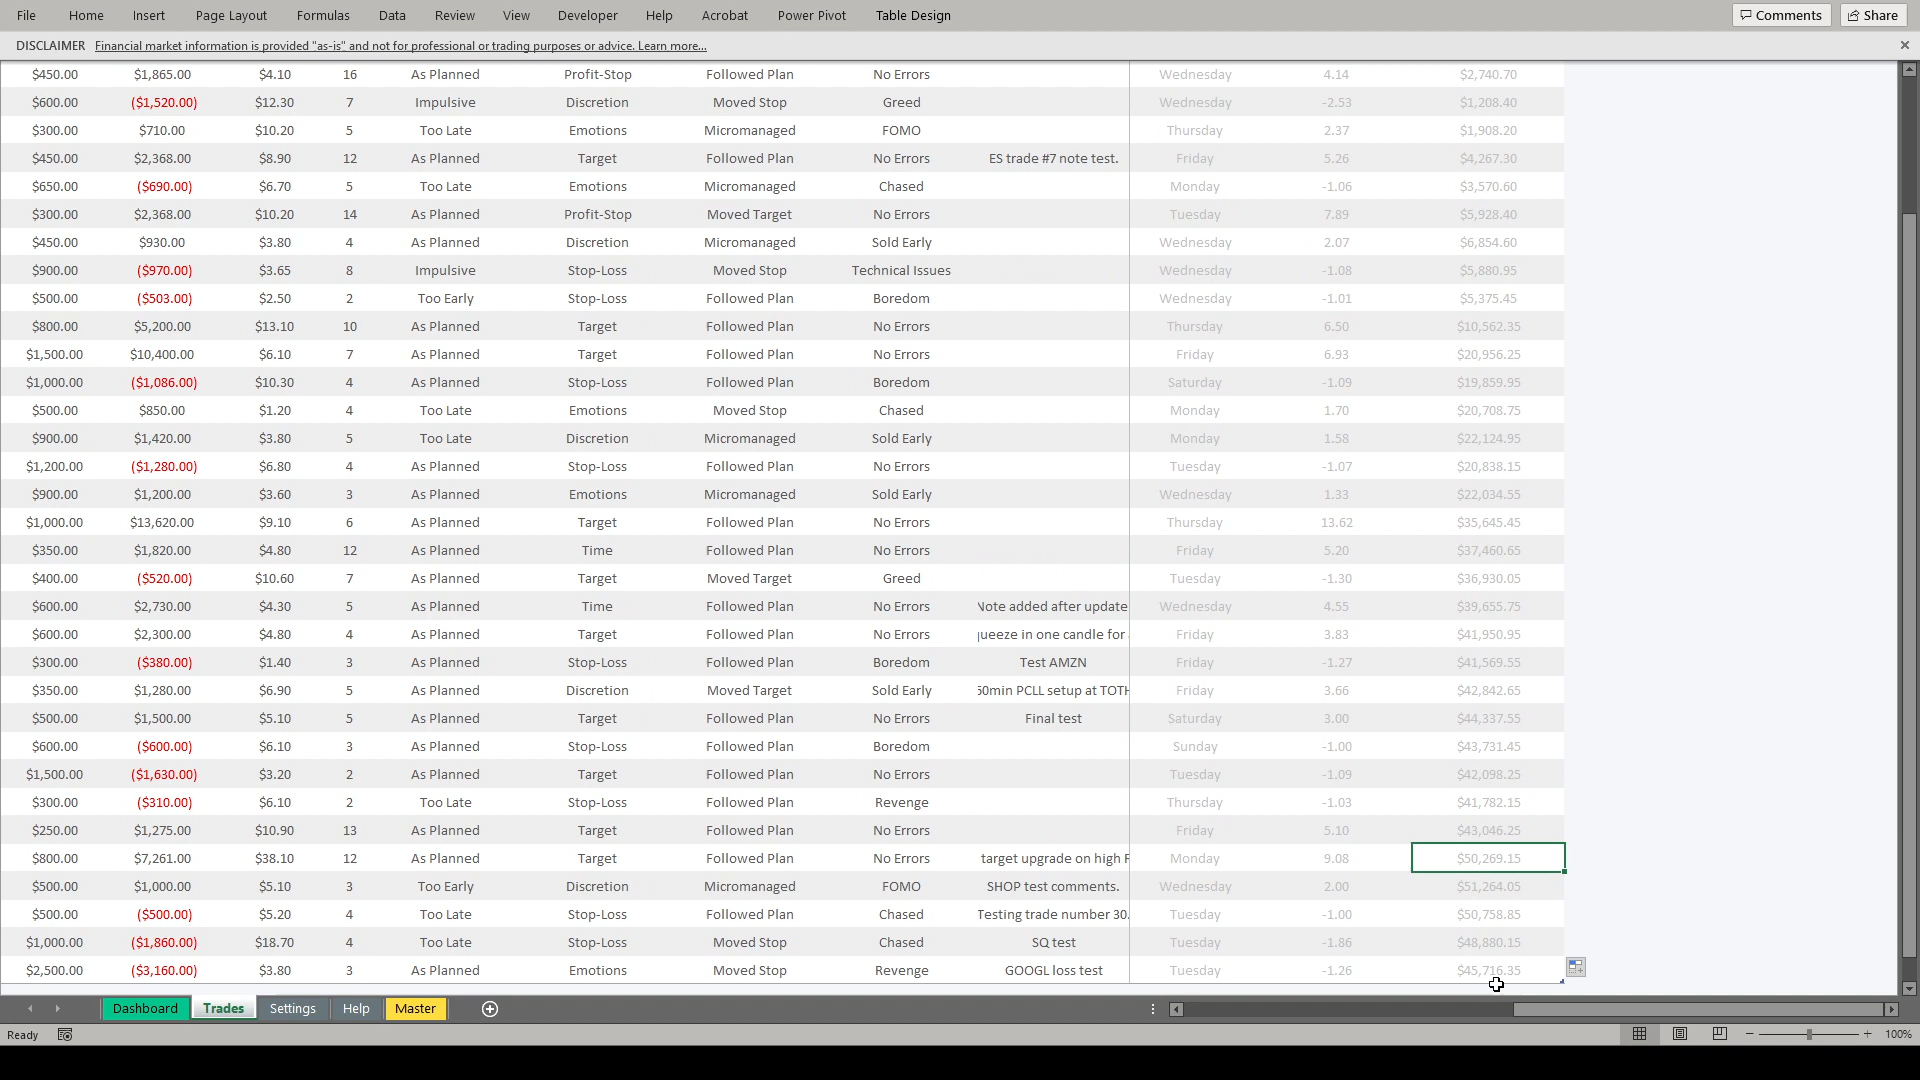 File Home Insert Page Layout Formulas Data Review View Developer Help Acrobat Power Pivot Table Design Comments Share
DISCLAIMER Financial market information is provided "as-is" and not for professional or trading purposes or advice. Learn more...
$450.00 $1,865.00 $4.10 16 As Planned Profit-Stop Followed Plan No Errors Wednesday 4.14 $2,740.70
$600.00 ($1,520.00) $12.30 7 Impulsive Discretion Moved Stop Greed Wednesday -2.53 $1,208.40
$300.00 $710.00 $10.20 5 Too Late Emotions Micromanaged FOMO Thursday 2.37 $1,908.20
$450.00 $2,368.00 $8.90 12 As Planned Target Followed Plan No Errors ES trade #7 note test. Friday 5.26 $4,267.30
$650.00 ($690.00) $6.70 5 Too Late Emotions Micromanaged Chased Monday -1.06 $3,570.60
$300.00 $2,368.00 $10.20 14 As Planned Profit-Stop Moved Target No Errors Tuesday 7.89 $5,928.40
$450.00 $930.00 $3.80 4 As Planned Discretion Micromanaged Sold Early Wednesday 2.07 $6,854.60
$900.00 ($970.00) $3.65 8 Impulsive Stop-Loss Moved Stop Technical Issues Wednesday -1.08 $5,880.95
$500.00 ($503.00) $2.50 2 Too Early Stop-Loss Followed Plan Boredom Wednesday -1.01 $5,375.45
$800.00 $5,200.00 $13.10 10 As Planned Target Followed Plan No Errors Thursday 6.50 $10,562.35
$1,500.00 $10,400.00 $6.10 7 As Planned Target Followed Plan No Errors Friday 6.93 $20,956.25
$1,000.00 ($1,086.00) $10.30 4 As Planned Stop-Loss Followed Plan Boredom Saturday -1.09 $19,859.95
$500.00 $850.00 $1.20 4 Too Late Emotions Moved Stop Chased Monday 1.70 $20,708.75
$900.00 $1,420.00 $3.80 5 Too Late Discretion Micromanaged Sold Early Monday 1.58 $22,124.95
$1,200.00 ($1,280.00) $6.80 4 As Planned Stop-Loss Followed Plan No Errors Tuesday -1.07 $20,838.15
$900.00 $1,200.00 $3.60 3 As Planned Emotions Micromanaged Sold Early Wednesday 1.33 $22,034.55
$1,000.00 $13,620.00 $9.10 6 As Planned Target Followed Plan No Errors Thursday 13.62 $35,645.45
$350.00 $1,820.00 $4.80 12 As Planned Time Followed Plan No Errors Friday 5.20 $37,460.65
$400.00 ($520.00) $10.60 7 As Planned Target Moved Target Greed Tuesday -1.30 $36,930.05
$600.00 $2,730.00 $4.30 5 As Planned Time Followed Plan No Errors Note added after update Wednesday 4.55 $39,655.75
$600.00 $2,300.00 $4.80 4 As Planned Target Followed Plan No Errors queeze in one candle for Friday 3.83 $41,950.95
$300.00 ($380.00) $1.40 3 As Planned Stop-Loss Followed Plan Boredom Test AMZN Friday -1.27 $41,569.55
$350.00 $1,280.00 $6.90 5 As Planned Discretion Moved Target Sold Early 60min PCLL setup at TOTH Friday 3.66 $42,842.65
$500.00 $1,500.00 $5.10 5 As Planned Target Followed Plan No Errors Final test Saturday 3.00 $44,337.55
$600.00 ($600.00) $6.10 3 As Planned Stop-Loss Followed Plan Boredom Sunday -1.00 $43,731.45
$1,500.00 ($1,630.00) $3.20 2 As Planned Target Followed Plan No Errors Tuesday -1.09 $42,098.25
$300.00 ($310.00) $6.10 2 Too Late Stop-Loss Followed Plan Revenge Thursday -1.03 $41,782.15
$250.00 $1,275.00 $10.90 13 As Planned Target Followed Plan No Errors Friday 5.10 $43,046.25
$800.00 $7,261.00 $38.10 12 As Planned Target Followed Plan No Errors target upgrade on high Monday 9.08 $50,269.15
$500.00 $1,000.00 $5.10 3 Too Early Discretion Micromanaged FOMO SHOP test comments. Wednesday 2.00 $51,264.05
$500.00 ($500.00) $5.20 4 Too Late Stop-Loss Followed Plan Chased Testing trade number 30. Tuesday -1.00 $50,758.85
$1,000.00 ($1,860.00) $18.70 4 Too Late Stop-Loss Moved Stop Chased SQ test Tuesday -1.86 $48,880.15
$2,500.00 ($3,160.00) $3.80 3 As Planned Emotions Moved Stop Revenge GOOGL loss test Tuesday -1.26 $45,716.35
Dashboard Trades Settings Help Master
Ready 100%